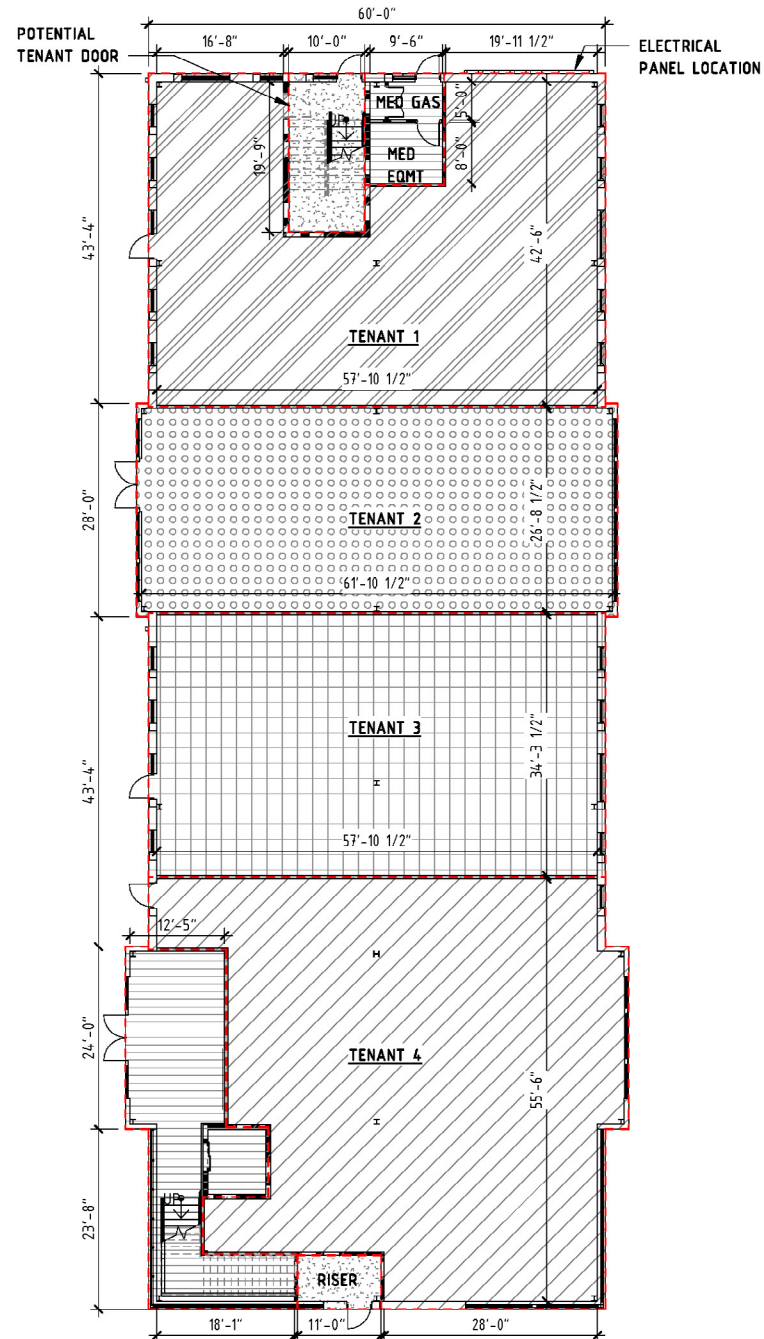 60'-0"
POTENTIAL
TENANT DOOR
16'-8"
10'-0"
9'-6"
19'-11 1/2"
ELECTRICAL
PANEL LOCATION
MED GAS
5'-0"
UP
MED
EQMT
8'-0"
19'-9"
43'-4"
42'-6"
TENANT 1
57'-10 1/2"
28'-0"
TENANT 2
26'-8 1/2"
61'-10 1/2"
43'-4"
TENANT 3
34'-3 1/2"
57'-10 1/2"
12'-5"
24'-0"
TENANT 4
55'-6"
23'-8"
UP
RISER
18'-1"
11'-0"
28'-0"